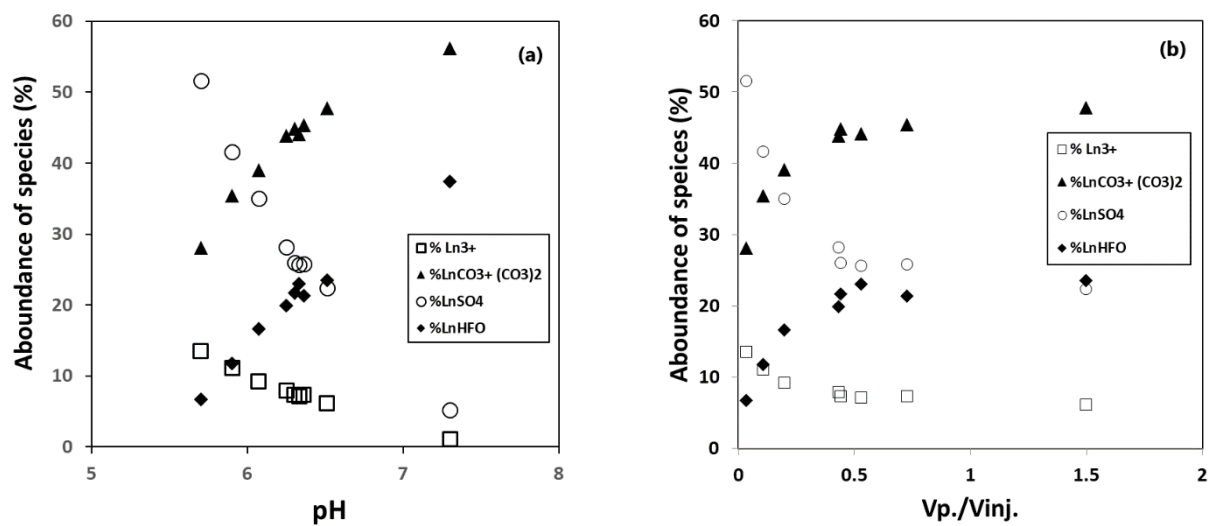 Aboundance of species (%)
60
50
40
30
20
10
0
(a)
% Ln3+
%LnCO3+ (CO3)2
%LnSO4
%LnHFO
5
6
7
8
pH
Aboundance of speices (%)
60
50
40
30
20
10
0
(b)
% Ln3+
%LnCO3+ (CO3)2
%LnSO4
%LnHFO
0
0.5
1
1.5
2
Vp./Vinj.